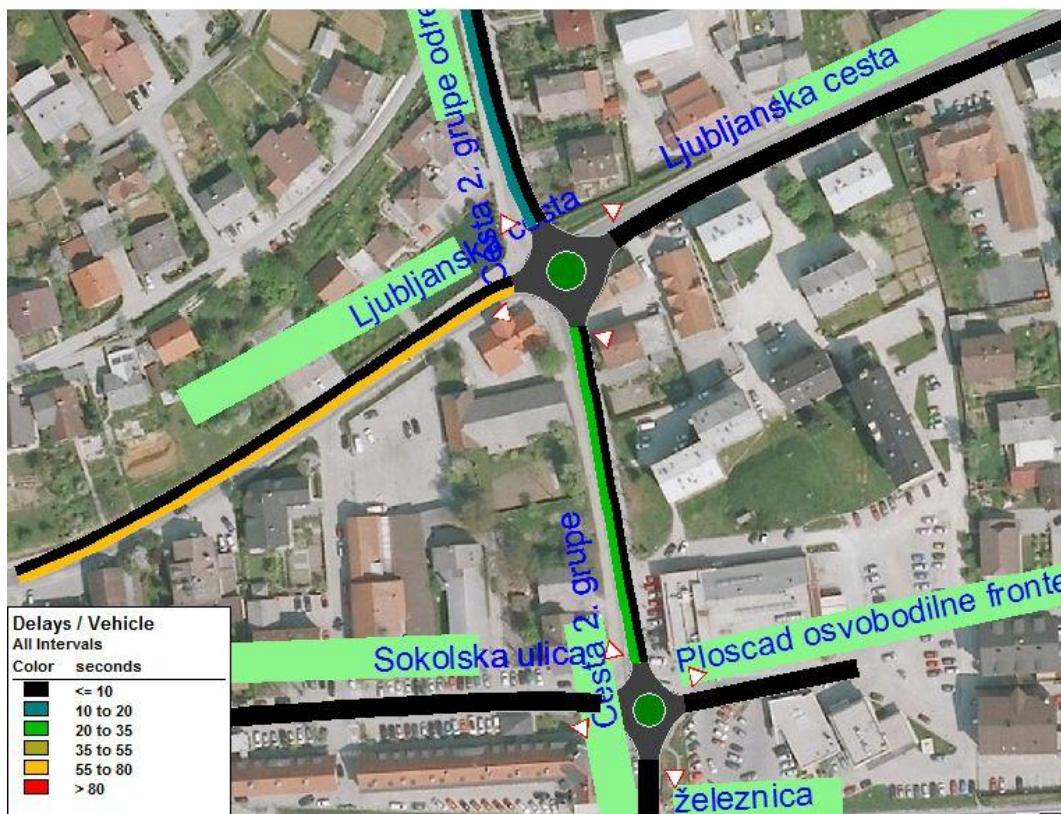 Cesta 2. grupe odre
Ljubljanska cesta
Ljubljanska cesta
Cesta 2. grupe
Sokolska ulica
Ploscad osvobodilne fronte
železnica
Delays / Vehicle
All Intervals
Color seconds
<= 10
10 to 20
20 to 35
35 to 55
55 to 80
> 80